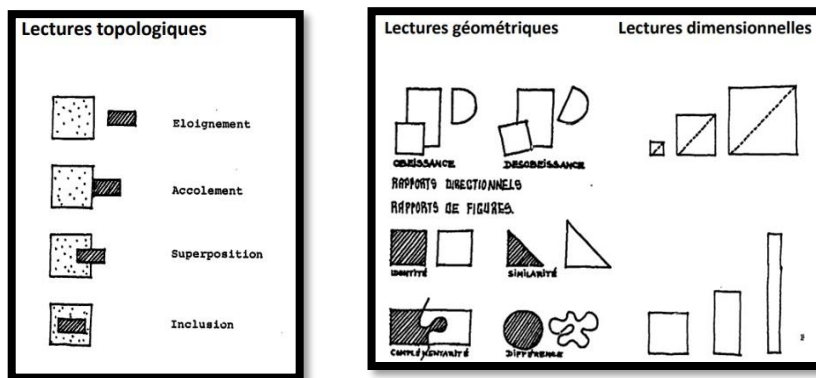 Lectures topologiques
Eloignement
Accolement
Superposition
Inclusion
Lectures géométriques
OBEISSANCE
DESOBEISSANCE
RAPPORTS DIRECTIONNELS
RAPPORTS DE FIGURES.
IDENTITÉ
SIMILARITÉ
COMPLÉMENTARITÉ
DIFFÉRENCE
Lectures dimensionnelles